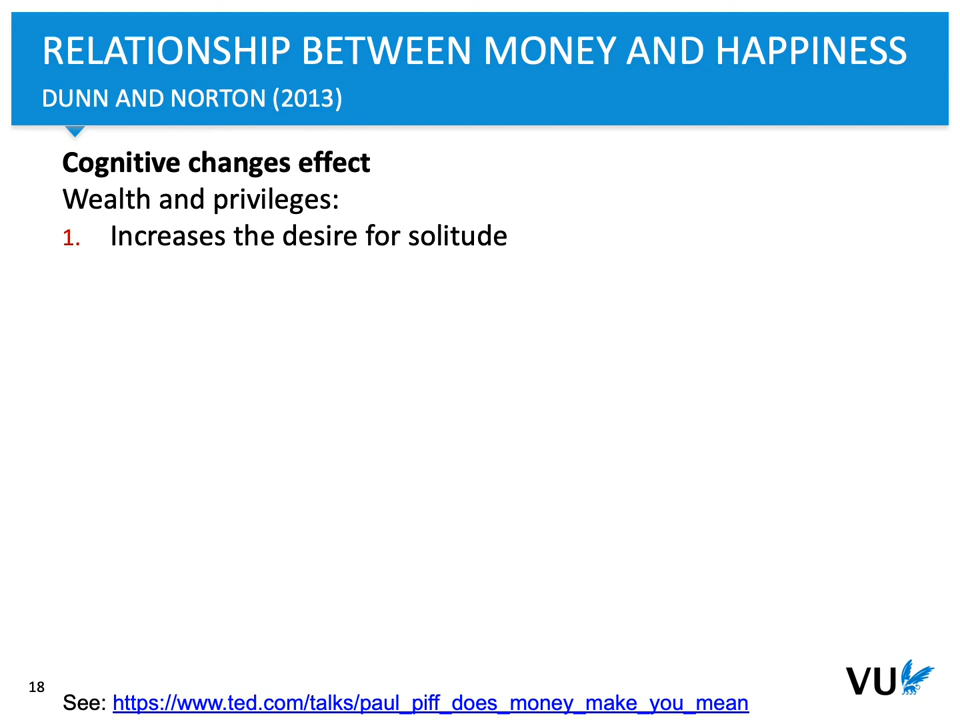 RELATIONSHIP BETWEEN MONEY AND HAPPINESS
DUNN AND NORTON (2013)
Cognitive changes effect
Wealth and privileges:
1. Increases the desire for solitude
18
See: https://www.ted.com/talks/paul_piff_does_money_make_you_mean
VU